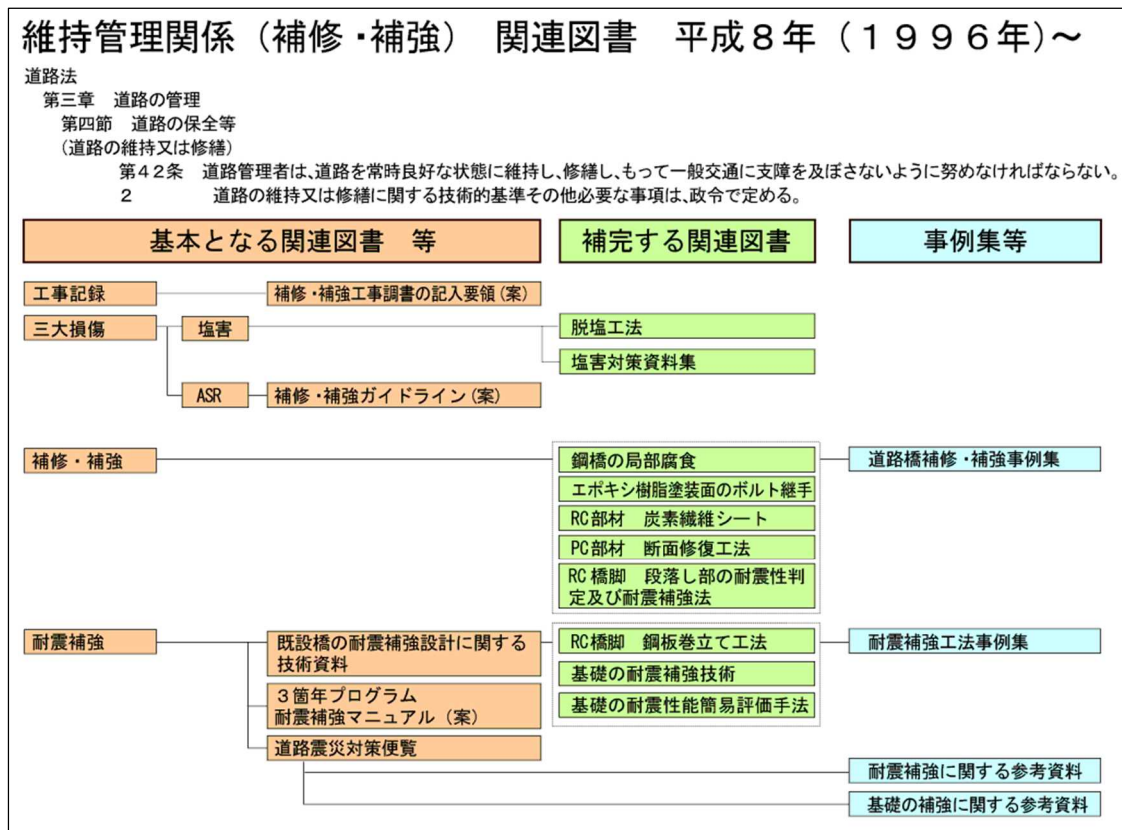 維持管理関係（補修・補強）　関連図書　平成８年（１９９６年）～
道路法
第三章　道路の管理
第四節　道路の保全等
(道路の維持又は修繕)
第４２条　道路管理者は、道路を常時良好な状態に維持し、修繕し、もって一般交通に支障を及ぼさないように努めなければならない。
２　道路の維持又は修繕に関する技術的基準その他必要な事項は、政令で定める。
基本となる関連図書　等
補完する関連図書
事例集等
工事記録
補修・補強工事調書の記入要領(案)
三大損傷
塩害
脱塩工法
塩害対策資料集
ASR
補修・補強ガイドライン(案)
補修・補強
鋼橋の局部腐食
道路橋補修・補強事例集
エポキシ樹脂塗装面のボルト継手
RC部材　炭素繊維シート
PC部材　断面修復工法
RC橋脚　段落し部の耐震性判
定及び耐震補強法
耐震補強
既設橋の耐震補強設計に関する
技術資料
RC橋脚　鋼板巻立て工法
耐震補強工法事例集
基礎の耐震補強技術
３箇年プログラム
耐震補強マニュアル（案）
基礎の耐震性能簡易評価手法
道路震災対策便覧
耐震補強に関する参考資料
基礎の補強に関する参考資料